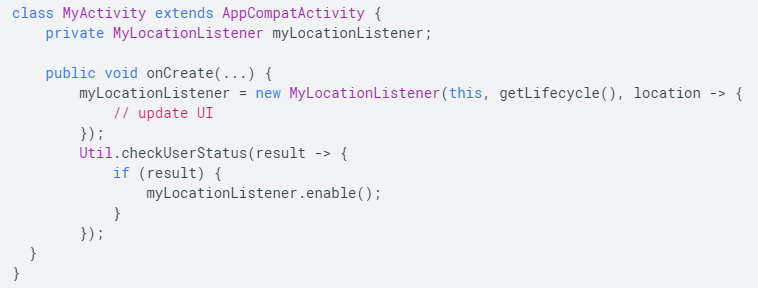 class MyActivity extends AppCompatActivity {
    private MyLocationListener myLocationListener;

    public void onCreate(...) {
        myLocationListener = new MyLocationListener(this, getLifecycle(), location -> {
            // update UI
        });
        Util.checkUserStatus(result -> {
            if (result) {
                myLocationListener.enable();
            }
        });
  }
}